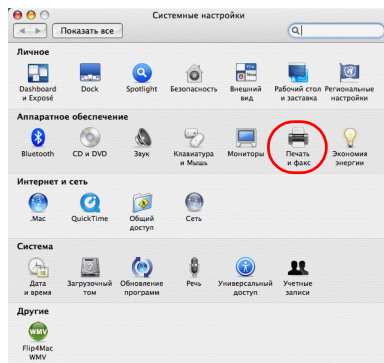 Системные настройки
Показать все
Личное
Dashboard и Exposé
Dock
Spotlight
Безопасность
Внешний вид
Рабочий стол и заставка
Региональные настройки
Аппаратное обеспечение
Bluetooth
CD и DVD
Звук
Клавиатура и Мышь
Мониторы
Печать и факс
Экономия энергии
Интернет и сеть
.Mac
QuickTime
Общий доступ
Сеть
Система
Дата и время
Загрузочный том
Обновление программ
Речь
Универсальный доступ
Учетные записи
Другие
WMV
Flip4Mac WMV